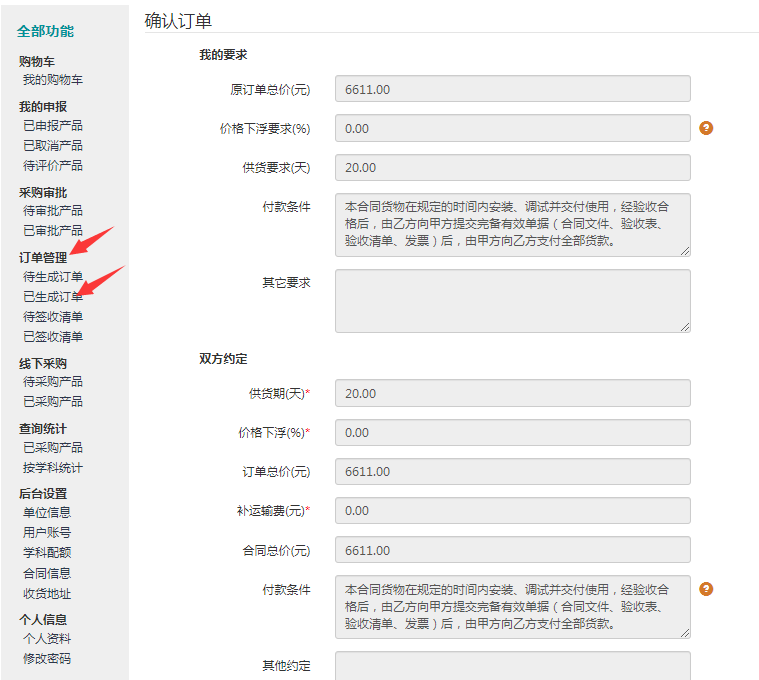 全部功能
购物车
我的购物车
我的申报
已申报产品
已取消产品
待评价产品
采购审批
待审批产品
已审批产品
订单管理
待生成订单
已生成订单
待签收清单
已签收清单
线下采购
待采购产品
已采购产品
查询统计
已采购产品
按学科统计
后台设置
单位信息
用户账号
学科配额
合同信息
收货地址
个人信息
个人资料
修改密码
确认订单
我的要求
原订单总价(元) 6611.00
价格下浮要求(%) 0.00 ?
供货要求(天) 20.00
付款条件 本合同货物在规定的时间内安装、调试并交付使用，经验收合
格后，由乙方向甲方提交完备有效单据（合同文件、验收表、
验收清单、发票）后，由甲方向乙方支付全部货款。
其它要求
双方约定
供货期(天)* 20.00
价格下浮(%)* 0.00
订单总价(元) 6611.00
补运输费(元)* 0.00
合同总价(元) 6611.00
付款条件 本合同货物在规定的时间内安装、调试并交付使用，经验收合 ?
格后，由乙方向甲方提交完备有效单据（合同文件、验收表、
验收清单、发票）后，由甲方向乙方支付全部货款。
其他约定